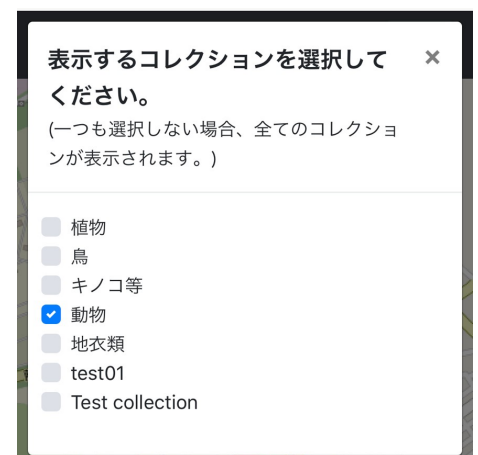 表示するコレクションを選択して
ください。
×
(一つも選択しない場合、全てのコレクショ
ンが表示されます。)
植物
鳥
キノコ等
動物
地衣類
test01
Test collection